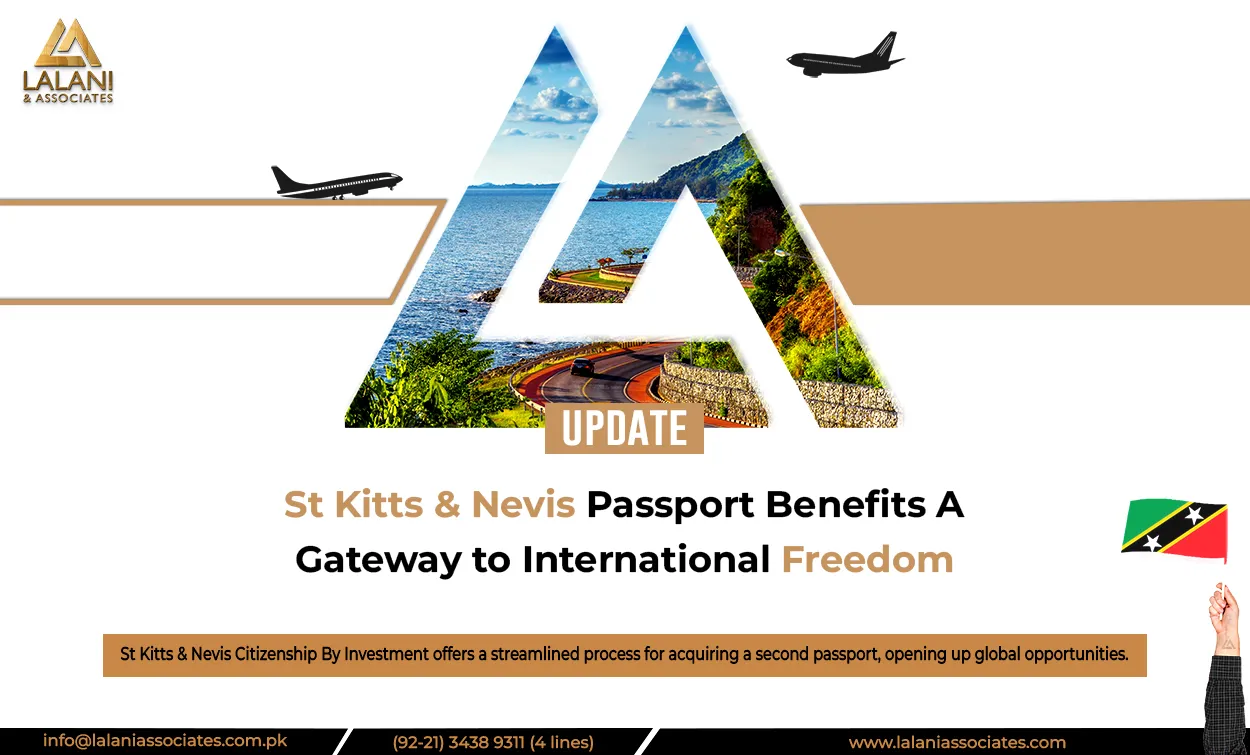 LALANI
& ASSOCIATES
UPDATE
St Kitts & Nevis Passport Benefits A
Gateway to International Freedom
St Kitts & Nevis Citizenship By Investment offers a streamlined process for acquiring a second passport, opening up global opportunities.
info@lalaniassociates.com.pk
(92-21) 3438 9311 (4 lines)
www.lalaniassociates.com